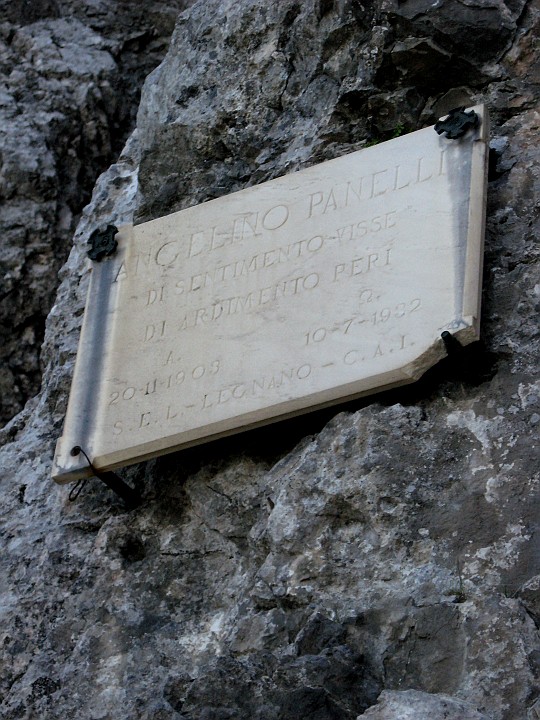 ANGELINO PANELLI
DI SENTIMENTO VISSE
DI ARDIMENTO PERÌ
A. Ω.
20-11-1908 10-7-1932
S.E.L.-LEGNANO-C.A.I.